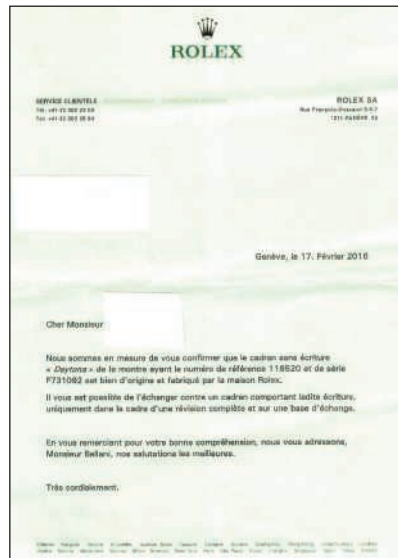 ROLEX
SERVICE CLIENTÈLE
ROLEX SA
Genève, le 17. Février 2016
Cher Monsieur
Nous sommes en mesure de vous confirmer que le cadran sans écriture
« Daytona » de la montre ayant le numéro de référence 116520 et de série
F731092 est bien d'origine et fabriqué par la maison Rolex.
Il vous est possible de l'échanger contre un cadran comportant ladite écriture,
uniquement dans le cadre d'une révision complète et sur une base d'échange.
En vous remerciant pour votre bonne compréhension, nous vous adressons,
Monsieur Bellani, nos salutations les meilleures.
Très cordialement.